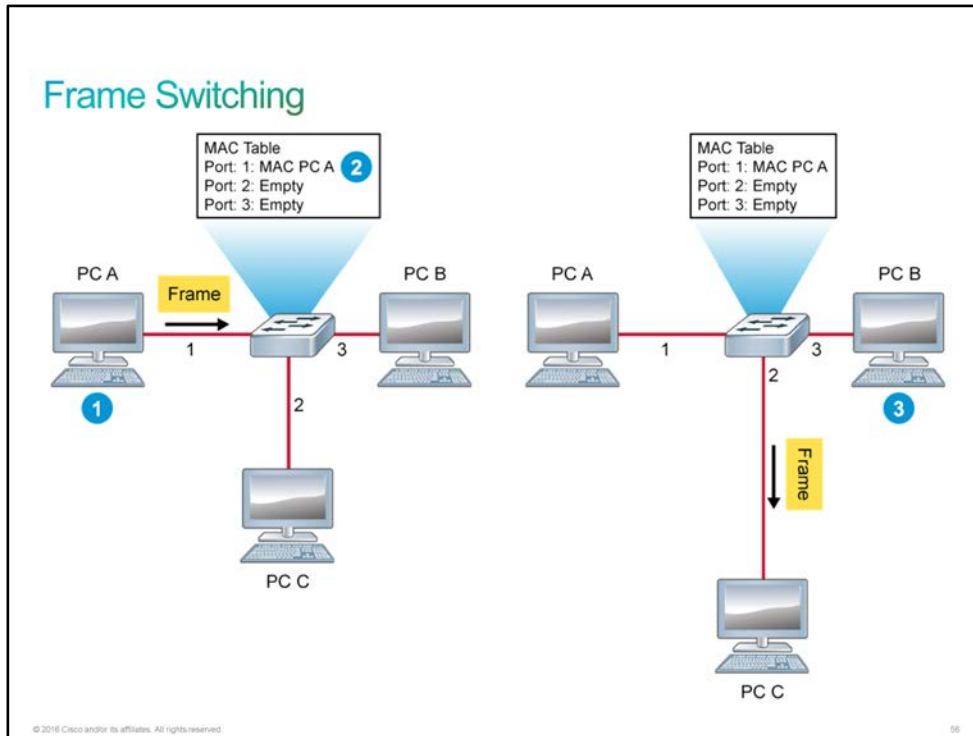 Frame Switching
MAC Table
Port: 1: MAC PC A
Port: 2: Empty
Port: 3: Empty
2
PC A
Frame
PC B
1
3
2
1
PC C
MAC Table
Port: 1: MAC PC A
Port: 2: Empty
Port: 3: Empty
PC A
PC B
1
3
2
3
Frame
PC C
© 2016 Cisco and/or its affiliates. All rights reserved.
56